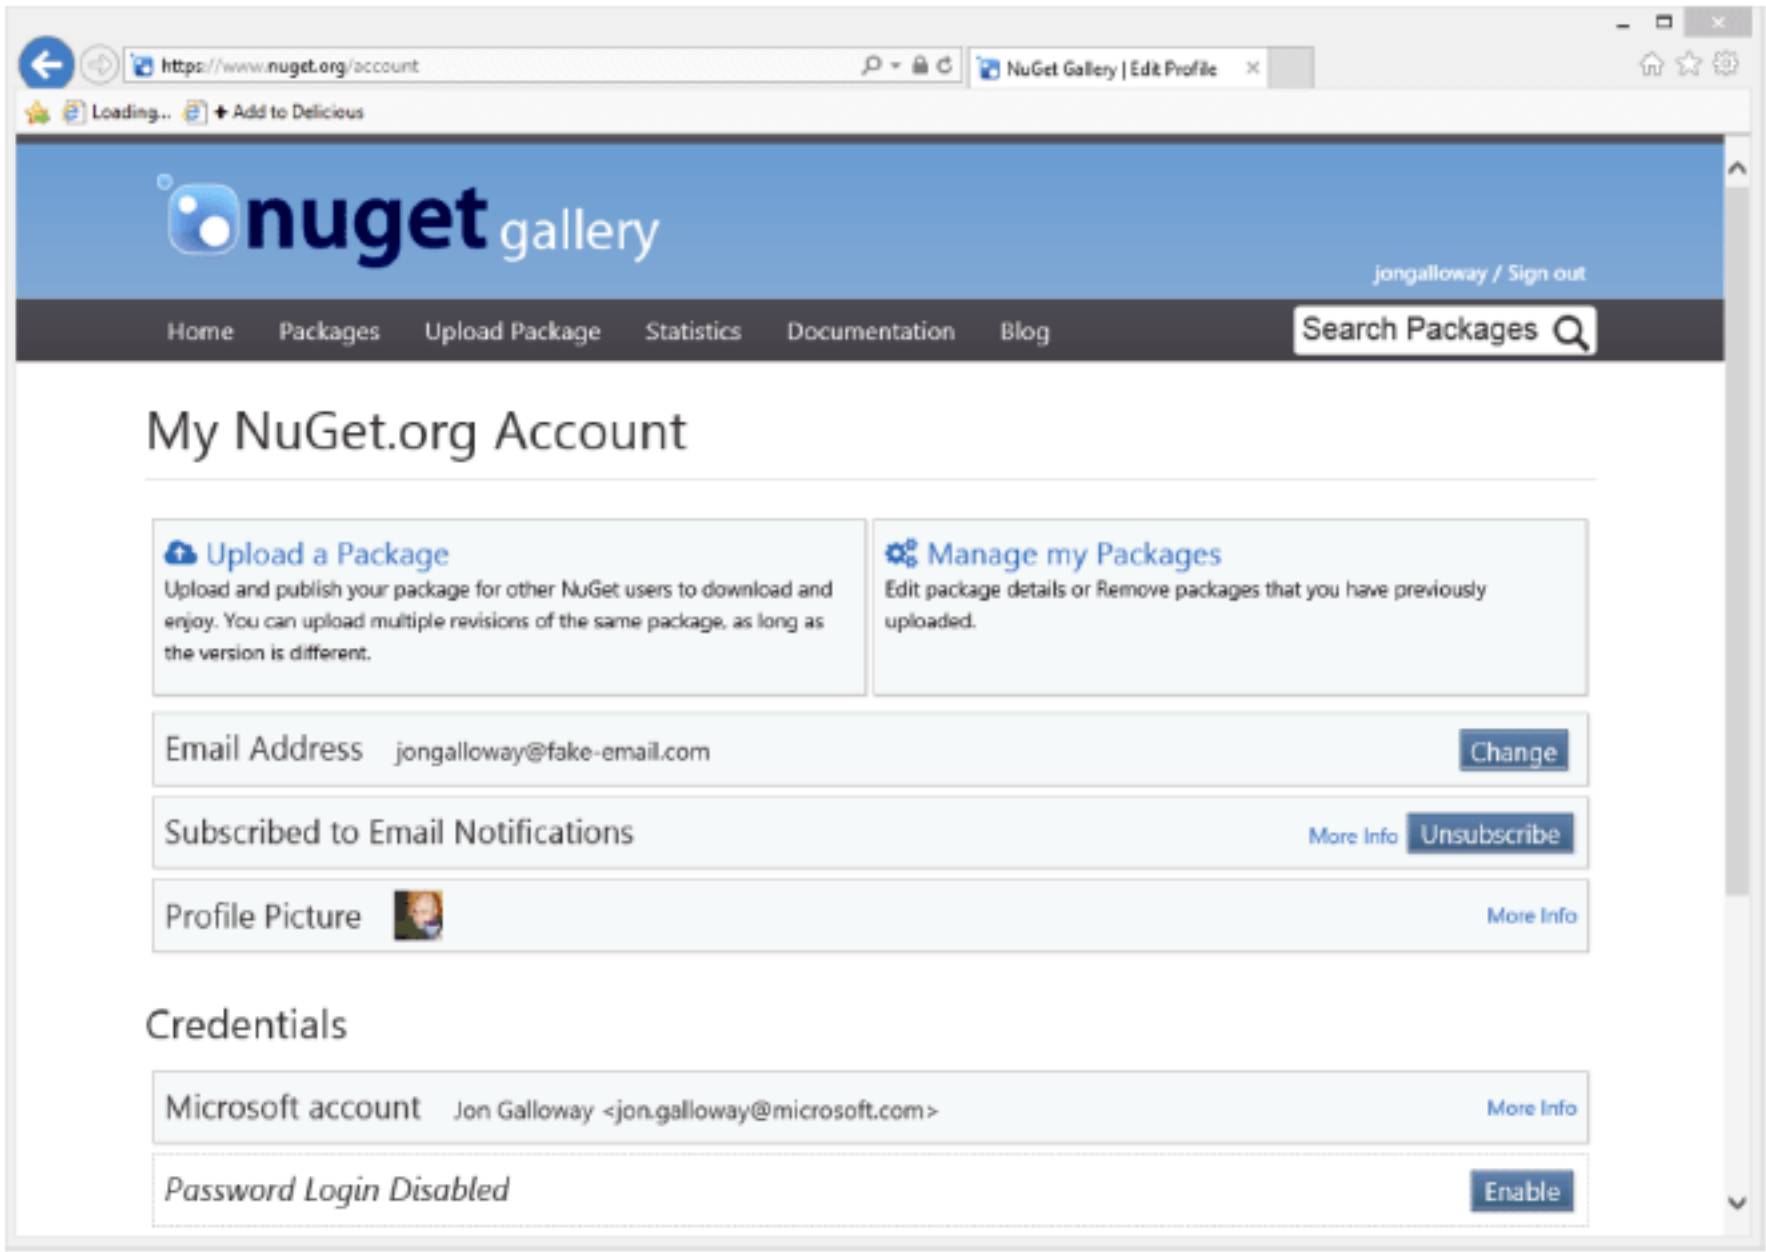 https://www.nuget.org/account
NuGet Gallery | Edit Profile
Loading... Add to Delicious
nuget gallery
jongalloway / Sign out
Home Packages Upload Package Statistics Documentation Blog Search Packages
My NuGet.org Account
Upload a Package
Upload and publish your package for other NuGet users to download and
enjoy. You can upload multiple revisions of the same package, as long as
the version is different.
Manage my Packages
Edit package details or Remove packages that you have previously
uploaded.
Email Address jongalloway@fake-email.com Change
Subscribed to Email Notifications More Info Unsubscribe
Profile Picture More Info
Credentials
Microsoft account Jon Galloway <jon.galloway@microsoft.com> More Info
Password Login Disabled Enable